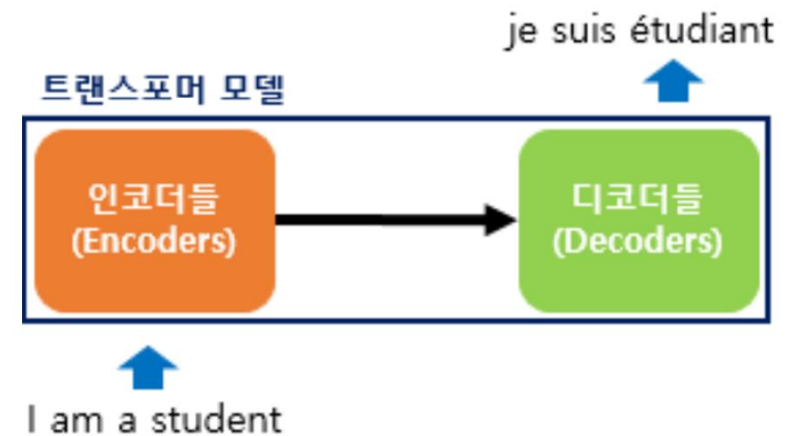 je suis étudiant
트랜스포머 모델
인코더들
(Encoders)
디코더들
(Decoders)
I am a student